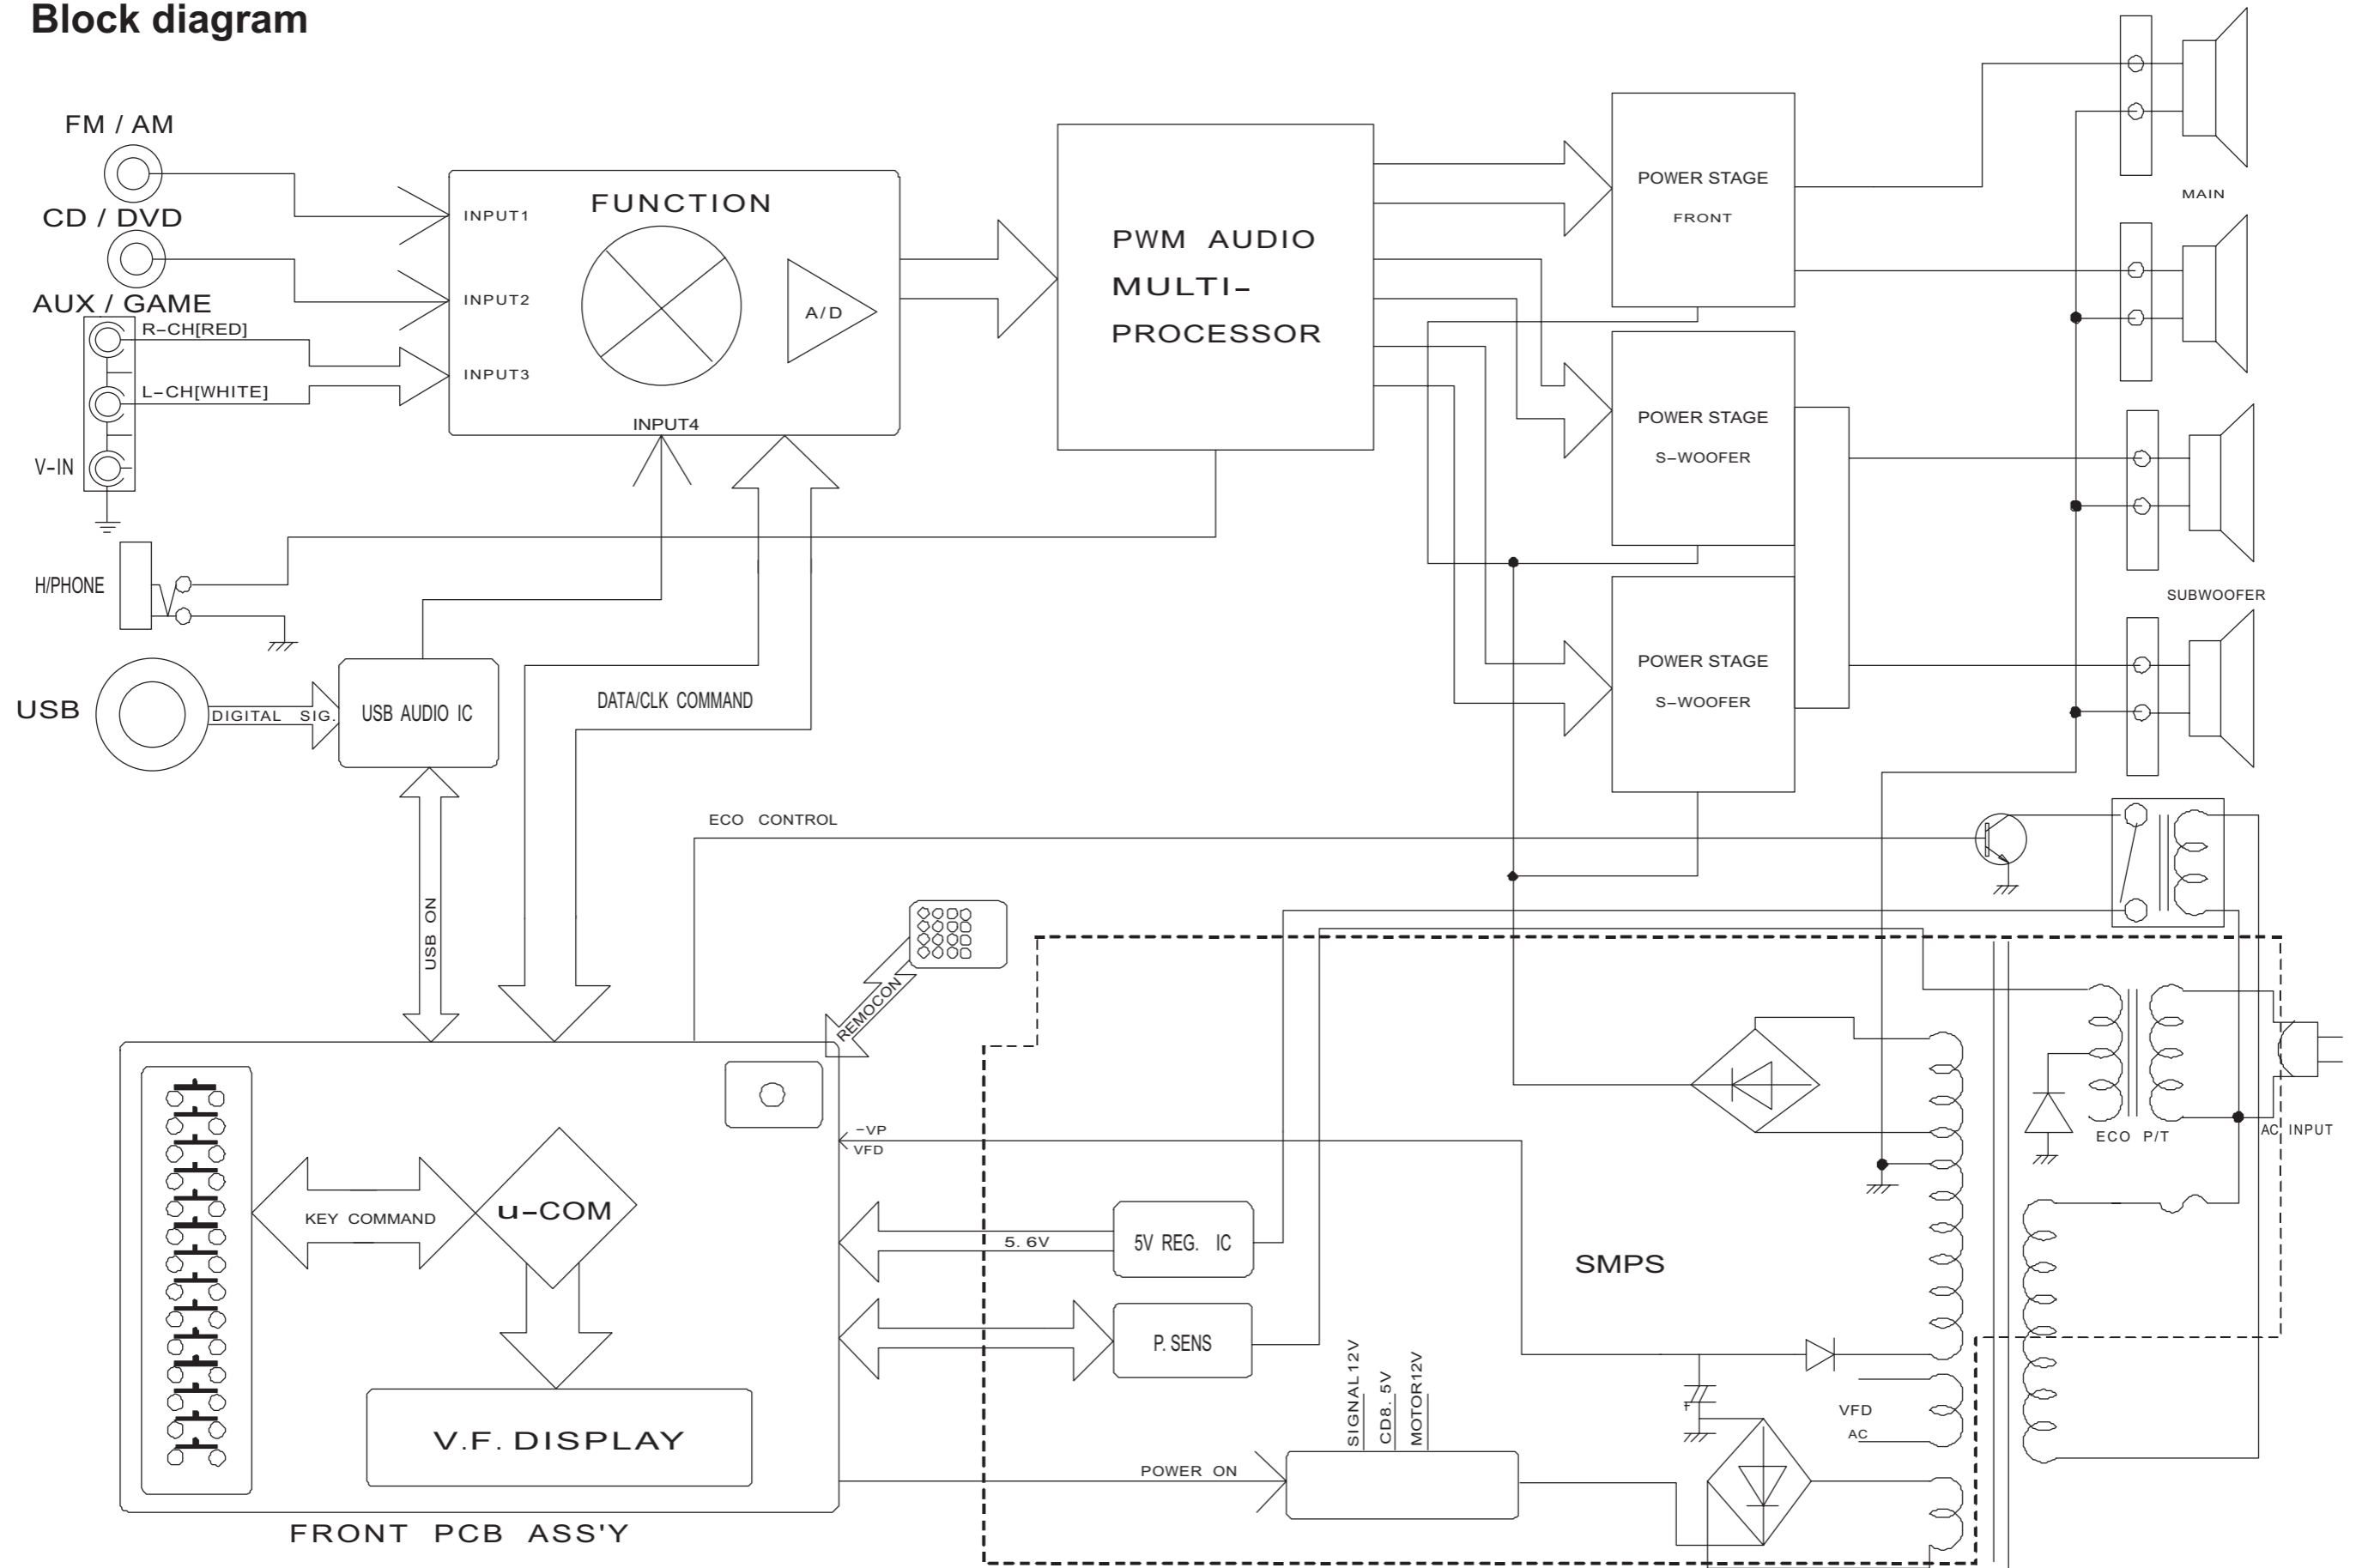 Block diagram
FM / AM
CD / DVD
AUX / GAME
R-CH[RED]
L-CH[WHITE]
V-IN
H/PHONE
USB
DIGITAL SIG.
USB AUDIO IC
FUNCTION
INPUT1
INPUT2
INPUT3
INPUT4
A/D
PWM AUDIO
MULTI-
PROCESSOR
POWER STAGE
FRONT
POWER STAGE
S-WOOFER
POWER STAGE
S-WOOFER
MAIN
SUBWOOFER
DATA/CLK COMMAND
ECO CONTROL
USB ON
REMOCON
-VP
VFD
KEY COMMAND
u-COM
V.F. DISPLAY
FRONT PCB ASS'Y
5. 6V
5V REG. IC
P. SENS
POWER ON
SIGNAL12V
CD8. 5V
MOTOR12V
SMPS
VFD
AC
ECO P/T
AC INPUT